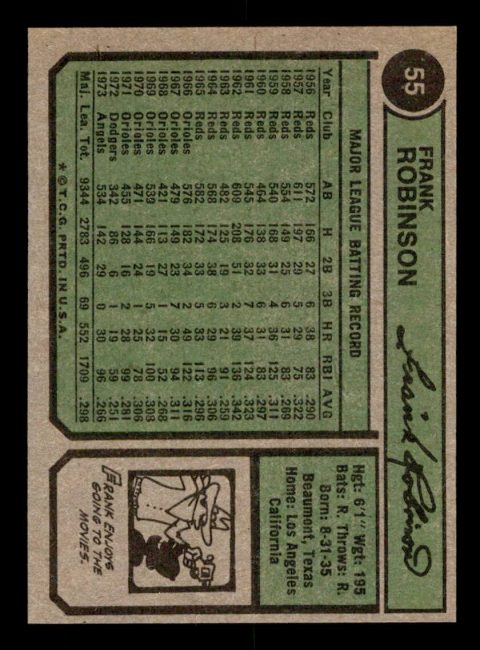 55
FRANK
ROBINSON
Frank Robinson
MAJOR LEAGUE BATTING RECORD
Year Club AB H 2B 3B HR RBI AVG
1956 Reds 572 166 27 6 38 83 .290
1957 Reds 611 197 29 5 29 75 .322
1958 Reds 554 149 25 6 31 83 .269
1959 Reds 540 168 31 4 36 125 .311
1960 Reds 464 138 33 6 31 83 .297
1961 Reds 545 176 32 7 37 124 .323
1962 Reds 609 208 51 2 39 136 .342
1963 Reds 482 125 19 3 21 91 .259
1964 Reds 568 174 38 6 29 96 .306
1965 Reds 582 172 33 5 33 113 .296
1966 Orioles 576 182 34 2 49 122 .316
1967 Orioles 479 149 23 7 30 94 .311
1968 Orioles 421 113 27 1 15 52 .268
1969 Orioles 539 166 19 5 32 100 .308
1970 Orioles 471 144 24 1 25 78 .306
1971 Orioles 455 128 16 2 28 99 .281
1972 Dodgers 342 86 6 1 19 59 .251
1973 Angels 534 142 29 0 30 96 .266
Maj. Lea. Tot. 9344 2783 496 69 552 1709 .298
* © T.C.G. PRTD. IN U.S.A.
Hgt: 6'1" Wgt: 195
Bats: R. Throws: R.
Born: 8-31-35
Beaumont, Texas
Home: Los Angeles
California
FRANK ENJOYS
GOING TO THE
MOVIES.